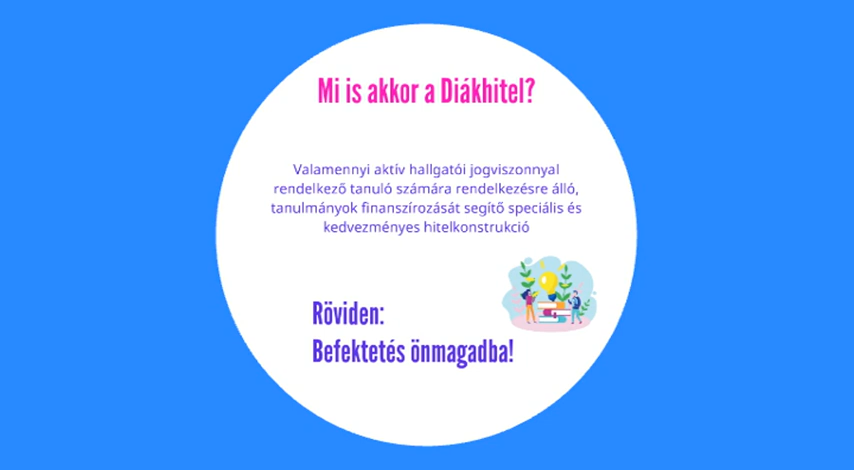 Mi is akkor a Diákhitel?
Valamennyi aktív hallgatói jogviszonnyal
rendelkező tanuló számára rendelkezésre álló,
tanulmányok finanszírozását segítő speciális és
kedvezményes hitelkonstrukció
Röviden:
Befektetés önmagadba!